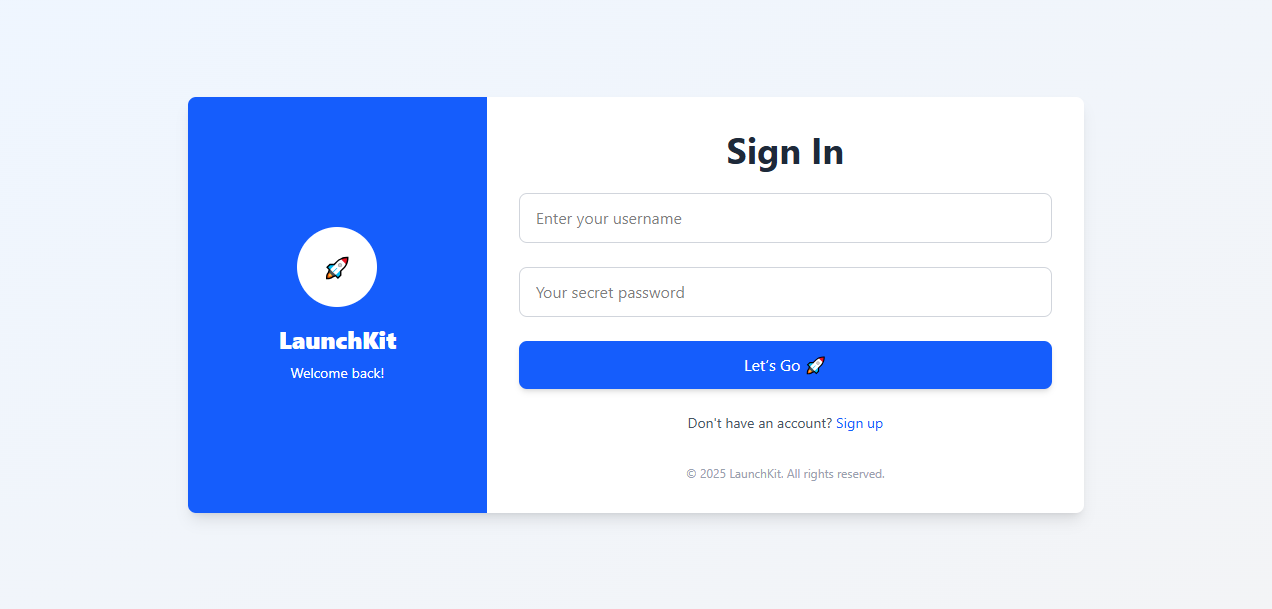 LaunchKit
Welcome back!
Sign In
Enter your username
Your secret password
Let’s Go 🚀
Don't have an account? Sign up
© 2025 LaunchKit. All rights reserved.